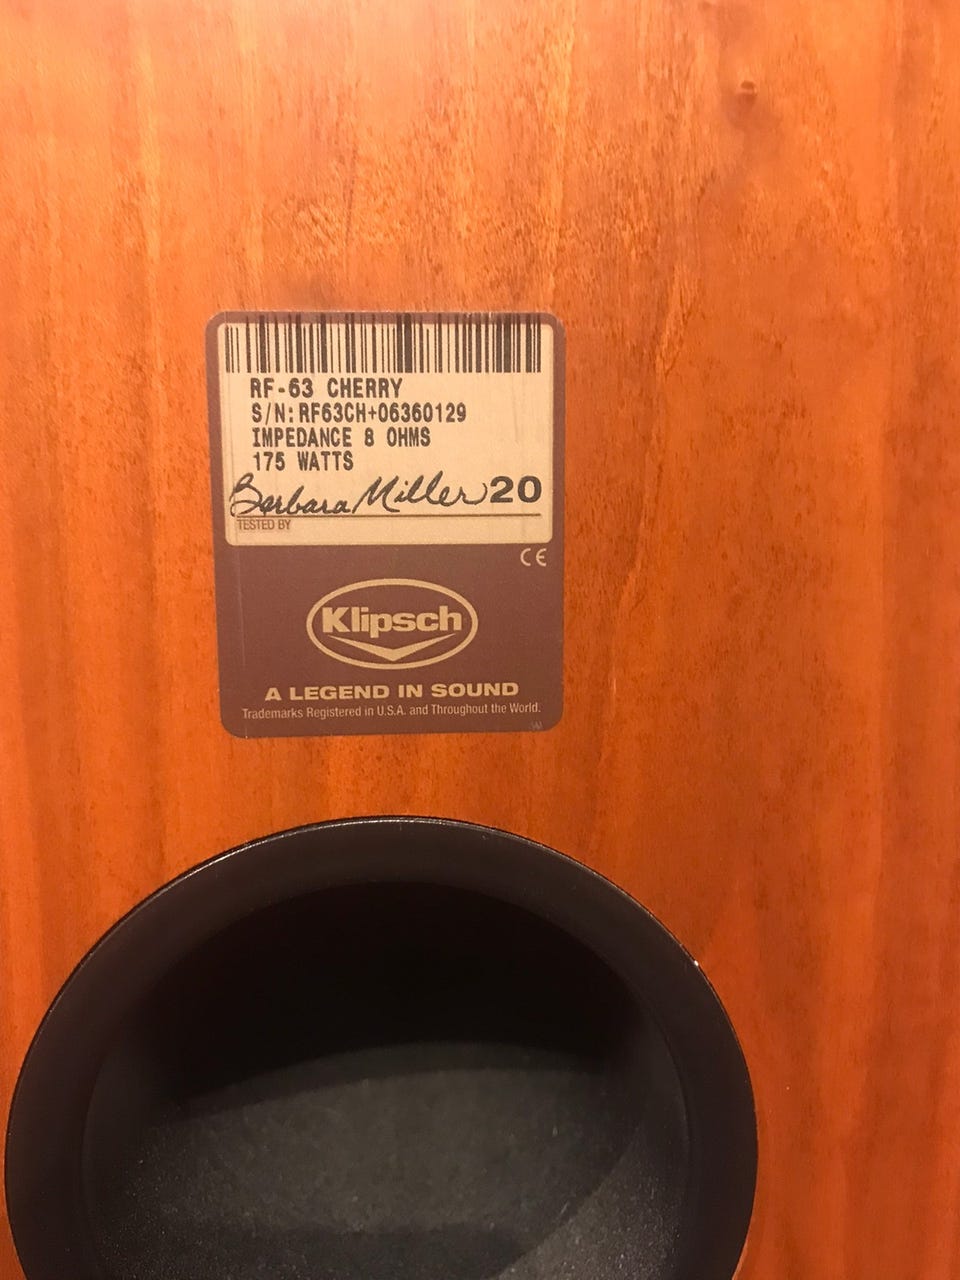 RF-63 CHERRY
S/N:RF63CH+06360129
IMPEDANCE 8 OHMS
175 WATTS
Barbara Miller 20
TESTED BY
CE
Klipsch
A LEGEND IN SOUND
Trademarks Registered in U.S.A. and Throughout the World.